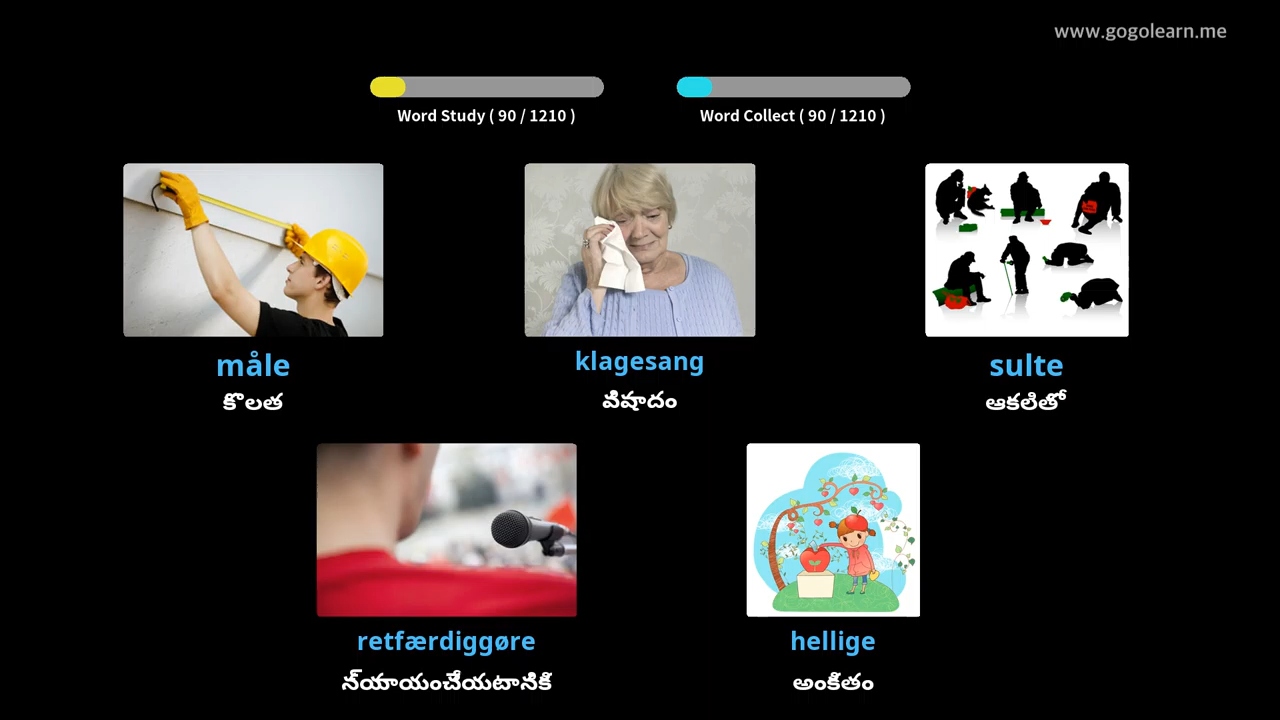 www.gogolearn.me
Word Study ( 90 / 1210 )
Word Collect ( 90 / 1210 )
måle
కొలత
klagesang
విషాదం
sulte
ఆకలితో
retfærdiggøre
న్యాయంచేయటానికి
hellige
అంకితం